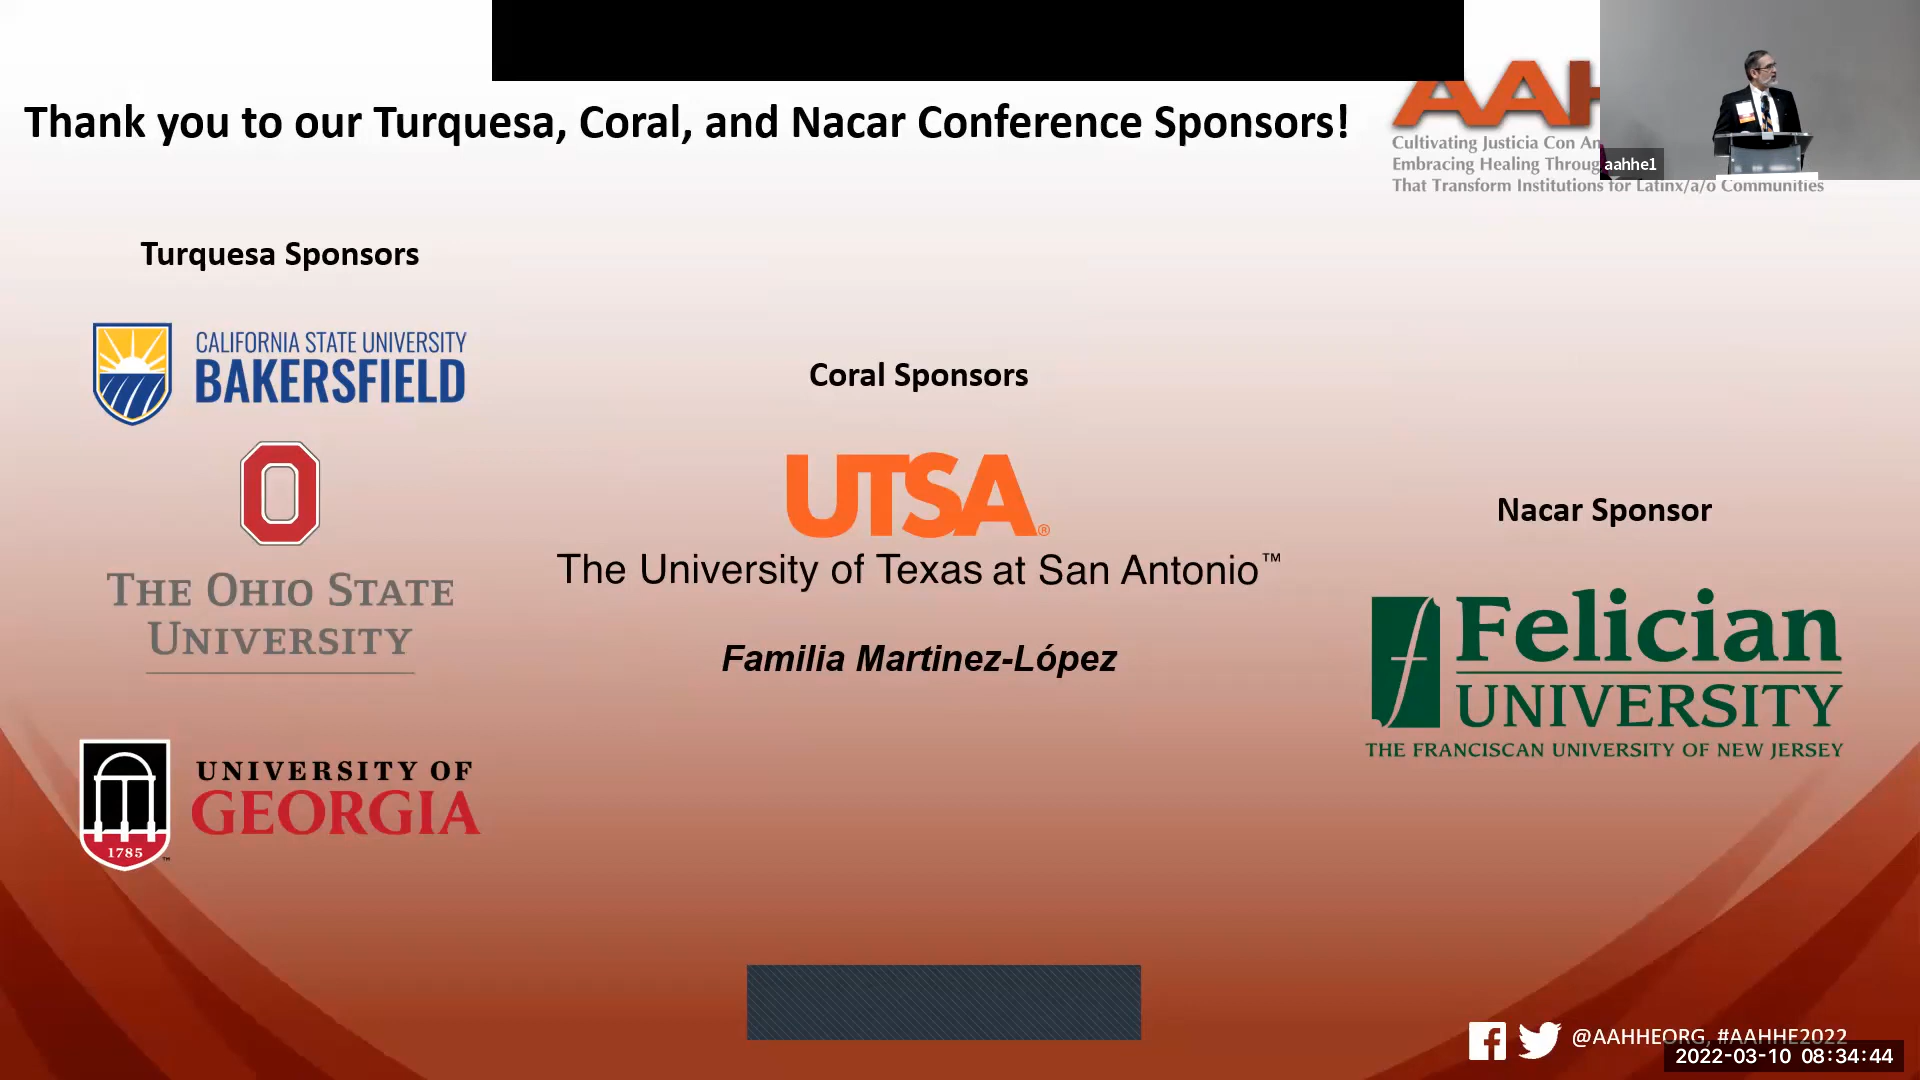 Thank you to our Turquesa, Coral, and Nacar Conference Sponsors!
Cultivating Justicia Con
Embracing Healing
That Transform Institutions for Latinx/a/o Communities
aahhe1
Turquesa Sponsors
CALIFORNIA STATE UNIVERSITY
BAKERSFIELD
THE OHIO STATE
UNIVERSITY
UNIVERSITY OF
GEORGIA
1785
™
Coral Sponsors
UTSA®
The University of Texas at San Antonio™
Familia Martinez-López
Nacar Sponsor
Felician
UNIVERSITY
THE FRANCISCAN UNIVERSITY OF NEW JERSEY
@AAHHEORG, #AAHHE2022
2022-03-10 08:34:44